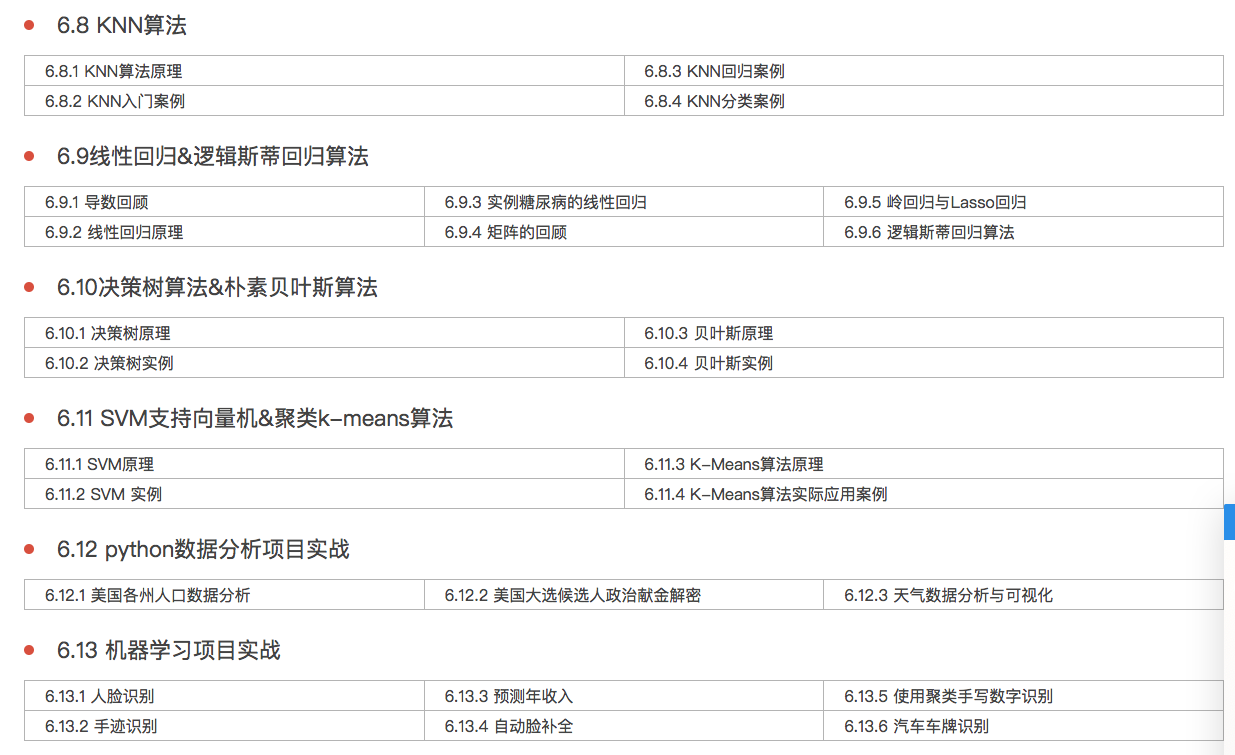 6.8 KNN算法
6.8.1 KNN算法原理
6.8.3 KNN回归案例
6.8.2 KNN入门案例
6.8.4 KNN分类案例
6.9线性回归&逻辑斯蒂回归算法
6.9.1 导数回顾
6.9.3 实例糖尿病的线性回归
6.9.5 岭回归与Lasso回归
6.9.2 线性回归原理
6.9.4 矩阵的回顾
6.9.6 逻辑斯蒂回归算法
6.10决策树算法&朴素贝叶斯算法
6.10.1 决策树原理
6.10.3 贝叶斯原理
6.10.2 决策树实例
6.10.4 贝叶斯实例
6.11 SVM支持向量机&聚类k-means算法
6.11.1 SVM原理
6.11.3 K-Means算法原理
6.11.2 SVM 实例
6.11.4 K-Means算法实际应用案例
6.12 python数据分析项目实战
6.12.1 美国各州人口数据分析
6.12.2 美国大选候选人政治献金解密
6.12.3 天气数据分析与可视化
6.13 机器学习项目实战
6.13.1 人脸识别
6.13.3 预测年收入
6.13.5 使用聚类手写数字识别
6.13.2 手迹识别
6.13.4 自动脸补全
6.13.6 汽车车牌识别